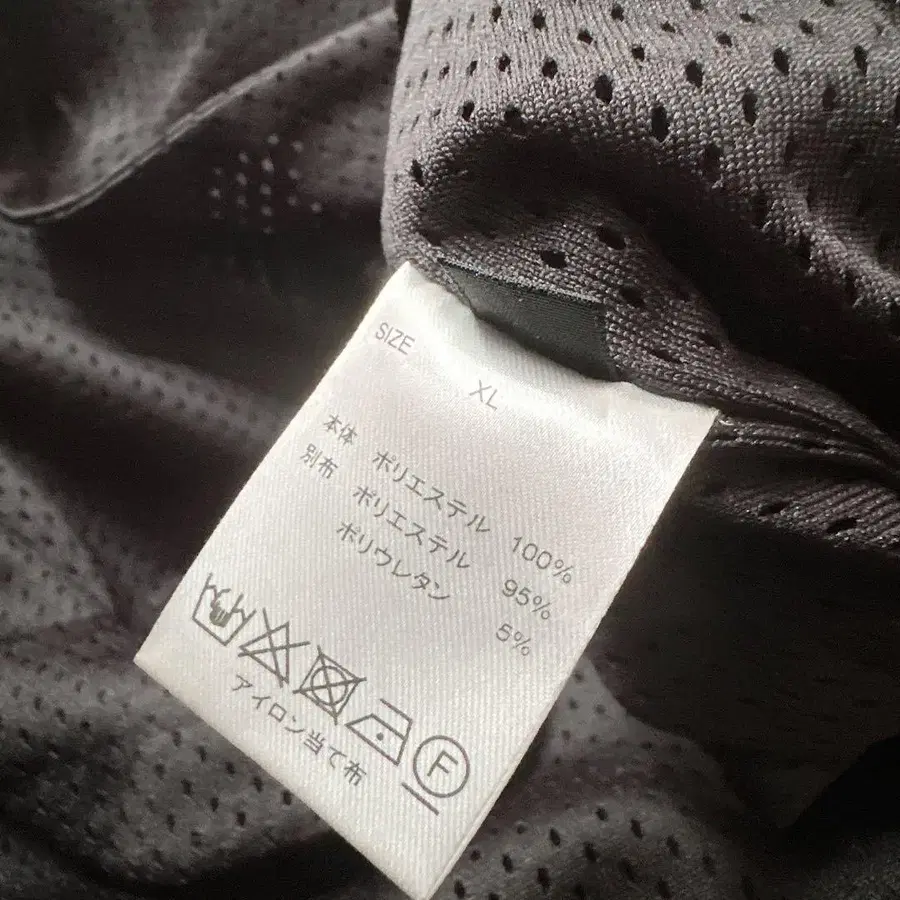 SIZE XL
本体 ポリエステル 100%
別布 ポリエステル 95%
ポリウレタン 5%
F
アイロン当て布